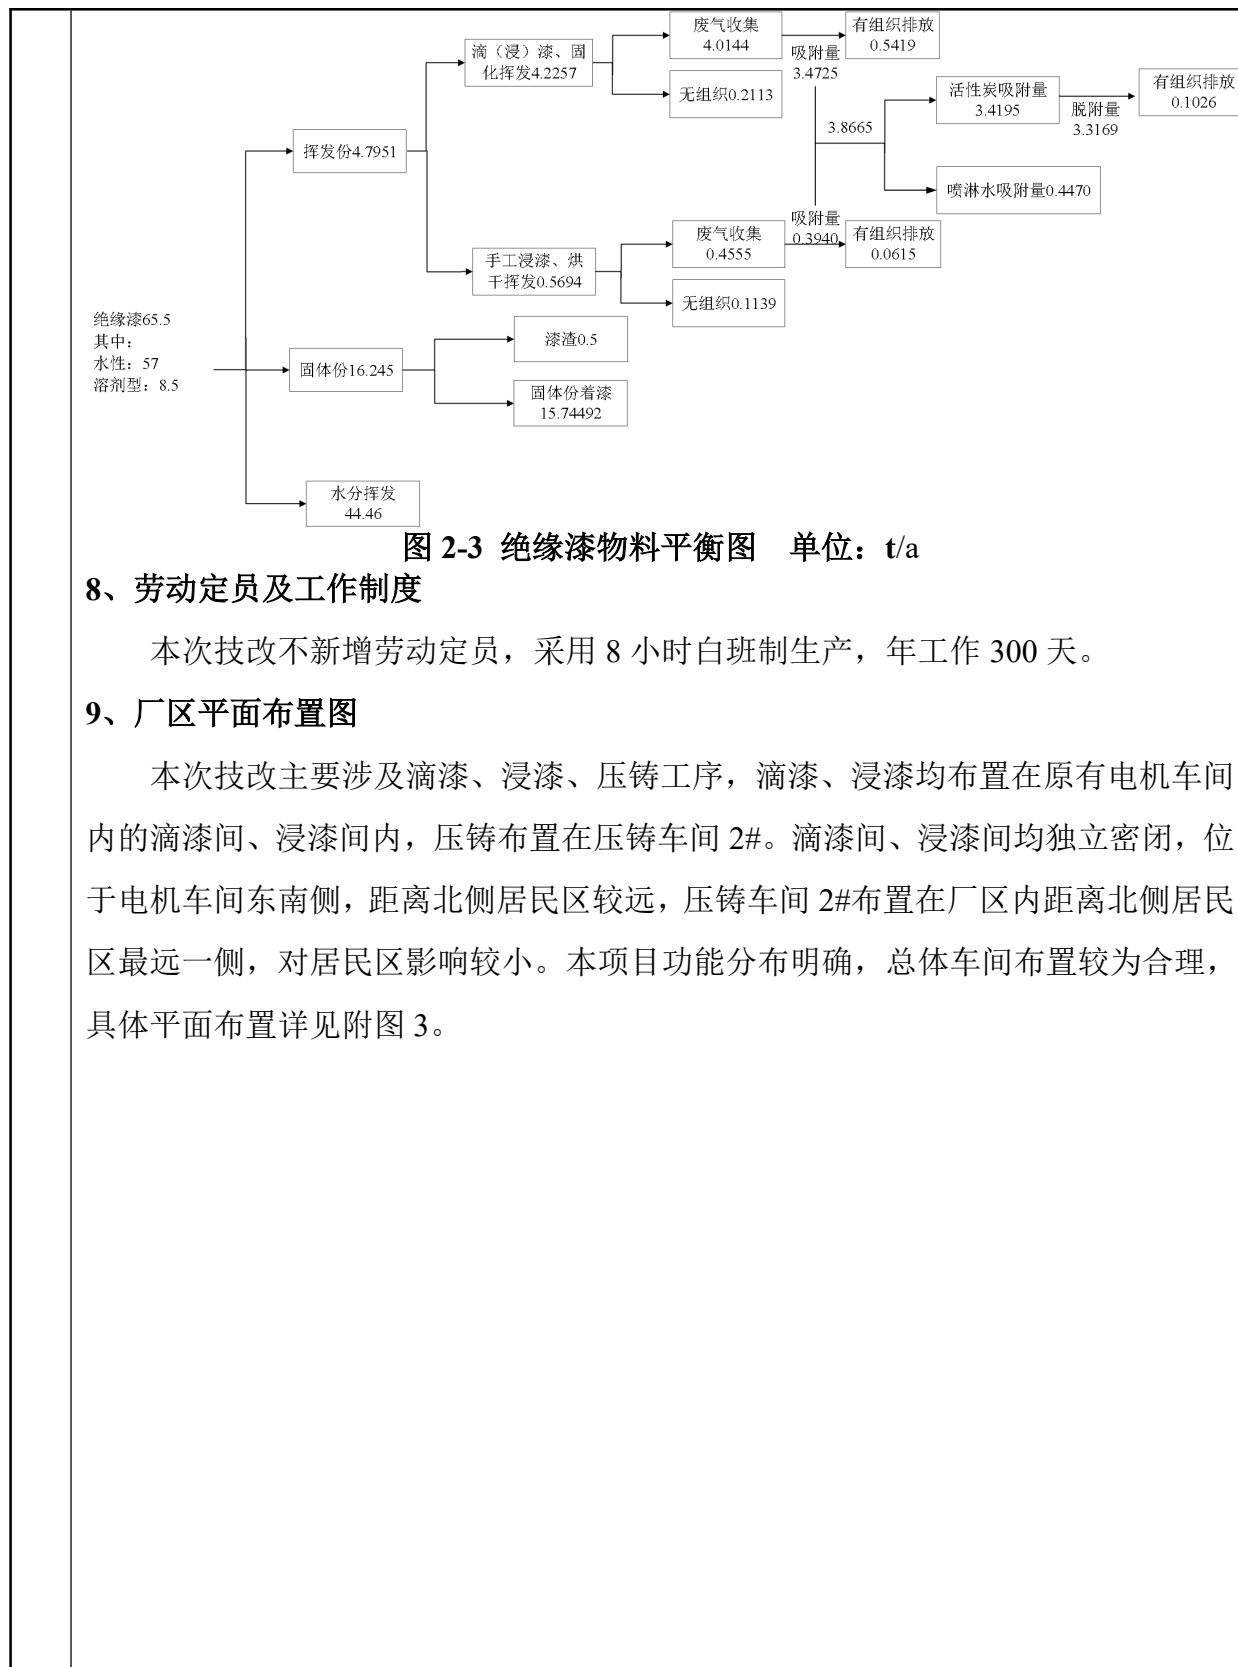 废气收集
4.0144
有组织排放
0.5419
滴（浸）漆、固
化挥发4.2257
吸附量
3.4725
无组织0.2113
活性炭吸附量
3.4195
脱附量
3.3169
有组织排放
0.1026
3.8665
挥发份4.7951
喷淋水吸附量0.4470
吸附量
0.3940
废气收集
0.4555
有组织排放
0.0615
手工浸漆、烘
干挥发0.5694
无组织0.1139
绝缘漆65.5
其中：
水性：57
溶剂型：8.5
漆渣0.5
固体份16.245
固体份着漆
15.74492
水分挥发
44.46
图 2-3 绝缘漆物料平衡图 单位：t/a
8、劳动定员及工作制度
本次技改不新增劳动定员，采用 8 小时白班制生产，年工作 300 天。
9、厂区平面布置图
本次技改主要涉及滴漆、浸漆、压铸工序，滴漆、浸漆均布置在原有电机车间
内的滴漆间、浸漆间内，压铸布置在压铸车间 2#。滴漆间、浸漆间均独立密闭，位
于电机车间东南侧，距离北侧居民区较远，压铸车间 2#布置在厂区内距离北侧居民
区最远一侧，对居民区影响较小。本项目功能分布明确，总体车间布置较为合理，
具体平面布置详见附图 3。